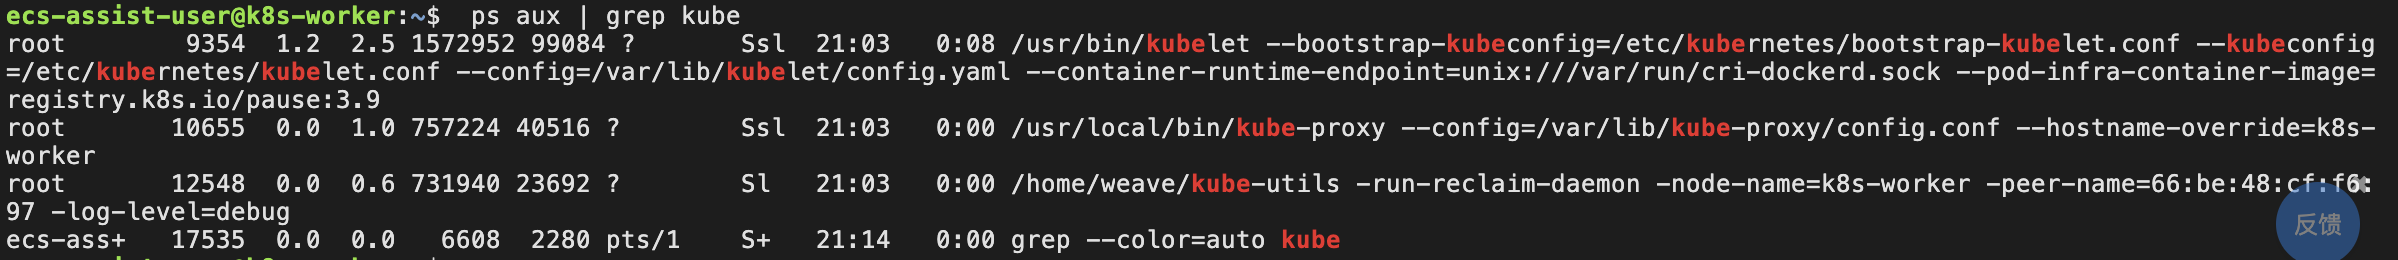 ecs-assist-user@k8s-worker:~$  ps aux | grep kube
root        9354  1.2  2.5 1572952 99084 ?       Ssl  21:03   0:08 /usr/bin/kubelet --bootstrap-kubeconfig=/etc/kubernetes/bootstrap-kubelet.conf --kubeconfig
=/etc/kubernetes/kubelet.conf --config=/var/lib/kubelet/config.yaml --container-runtime-endpoint=unix:///var/run/cri-dockerd.sock --pod-infra-container-image=
registry.k8s.io/pause:3.9
root       10655  0.0  1.0 757224 40516 ?        Ssl  21:03   0:00 /usr/local/bin/kube-proxy --config=/var/lib/kube-proxy/config.conf --hostname-override=k8s-
worker
root       12548  0.0  0.6 731940 23692 ?        Sl   21:03   0:00 /home/weave/kube-utils -run-reclaim-daemon -node-name=k8s-worker -peer-name=66:be:48:cf:f6:
97 -log-level=debug
反馈
ecs-ass+   17535  0.0  0.0   6608  2280 pts/1    S+   21:14   0:00 grep --color=auto kube